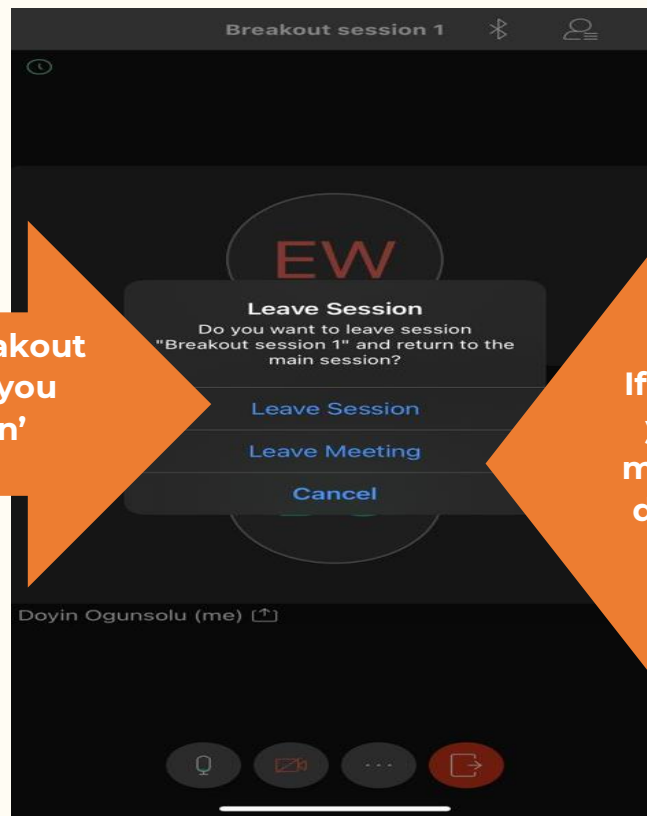 Breakout session 1
EW
Leave Session
Do you want to leave session
"Breakout session 1" and return to the
main session?
Leave Session
Leave Meeting
Cancel
you
If
Doyin Ogunsolu (me)